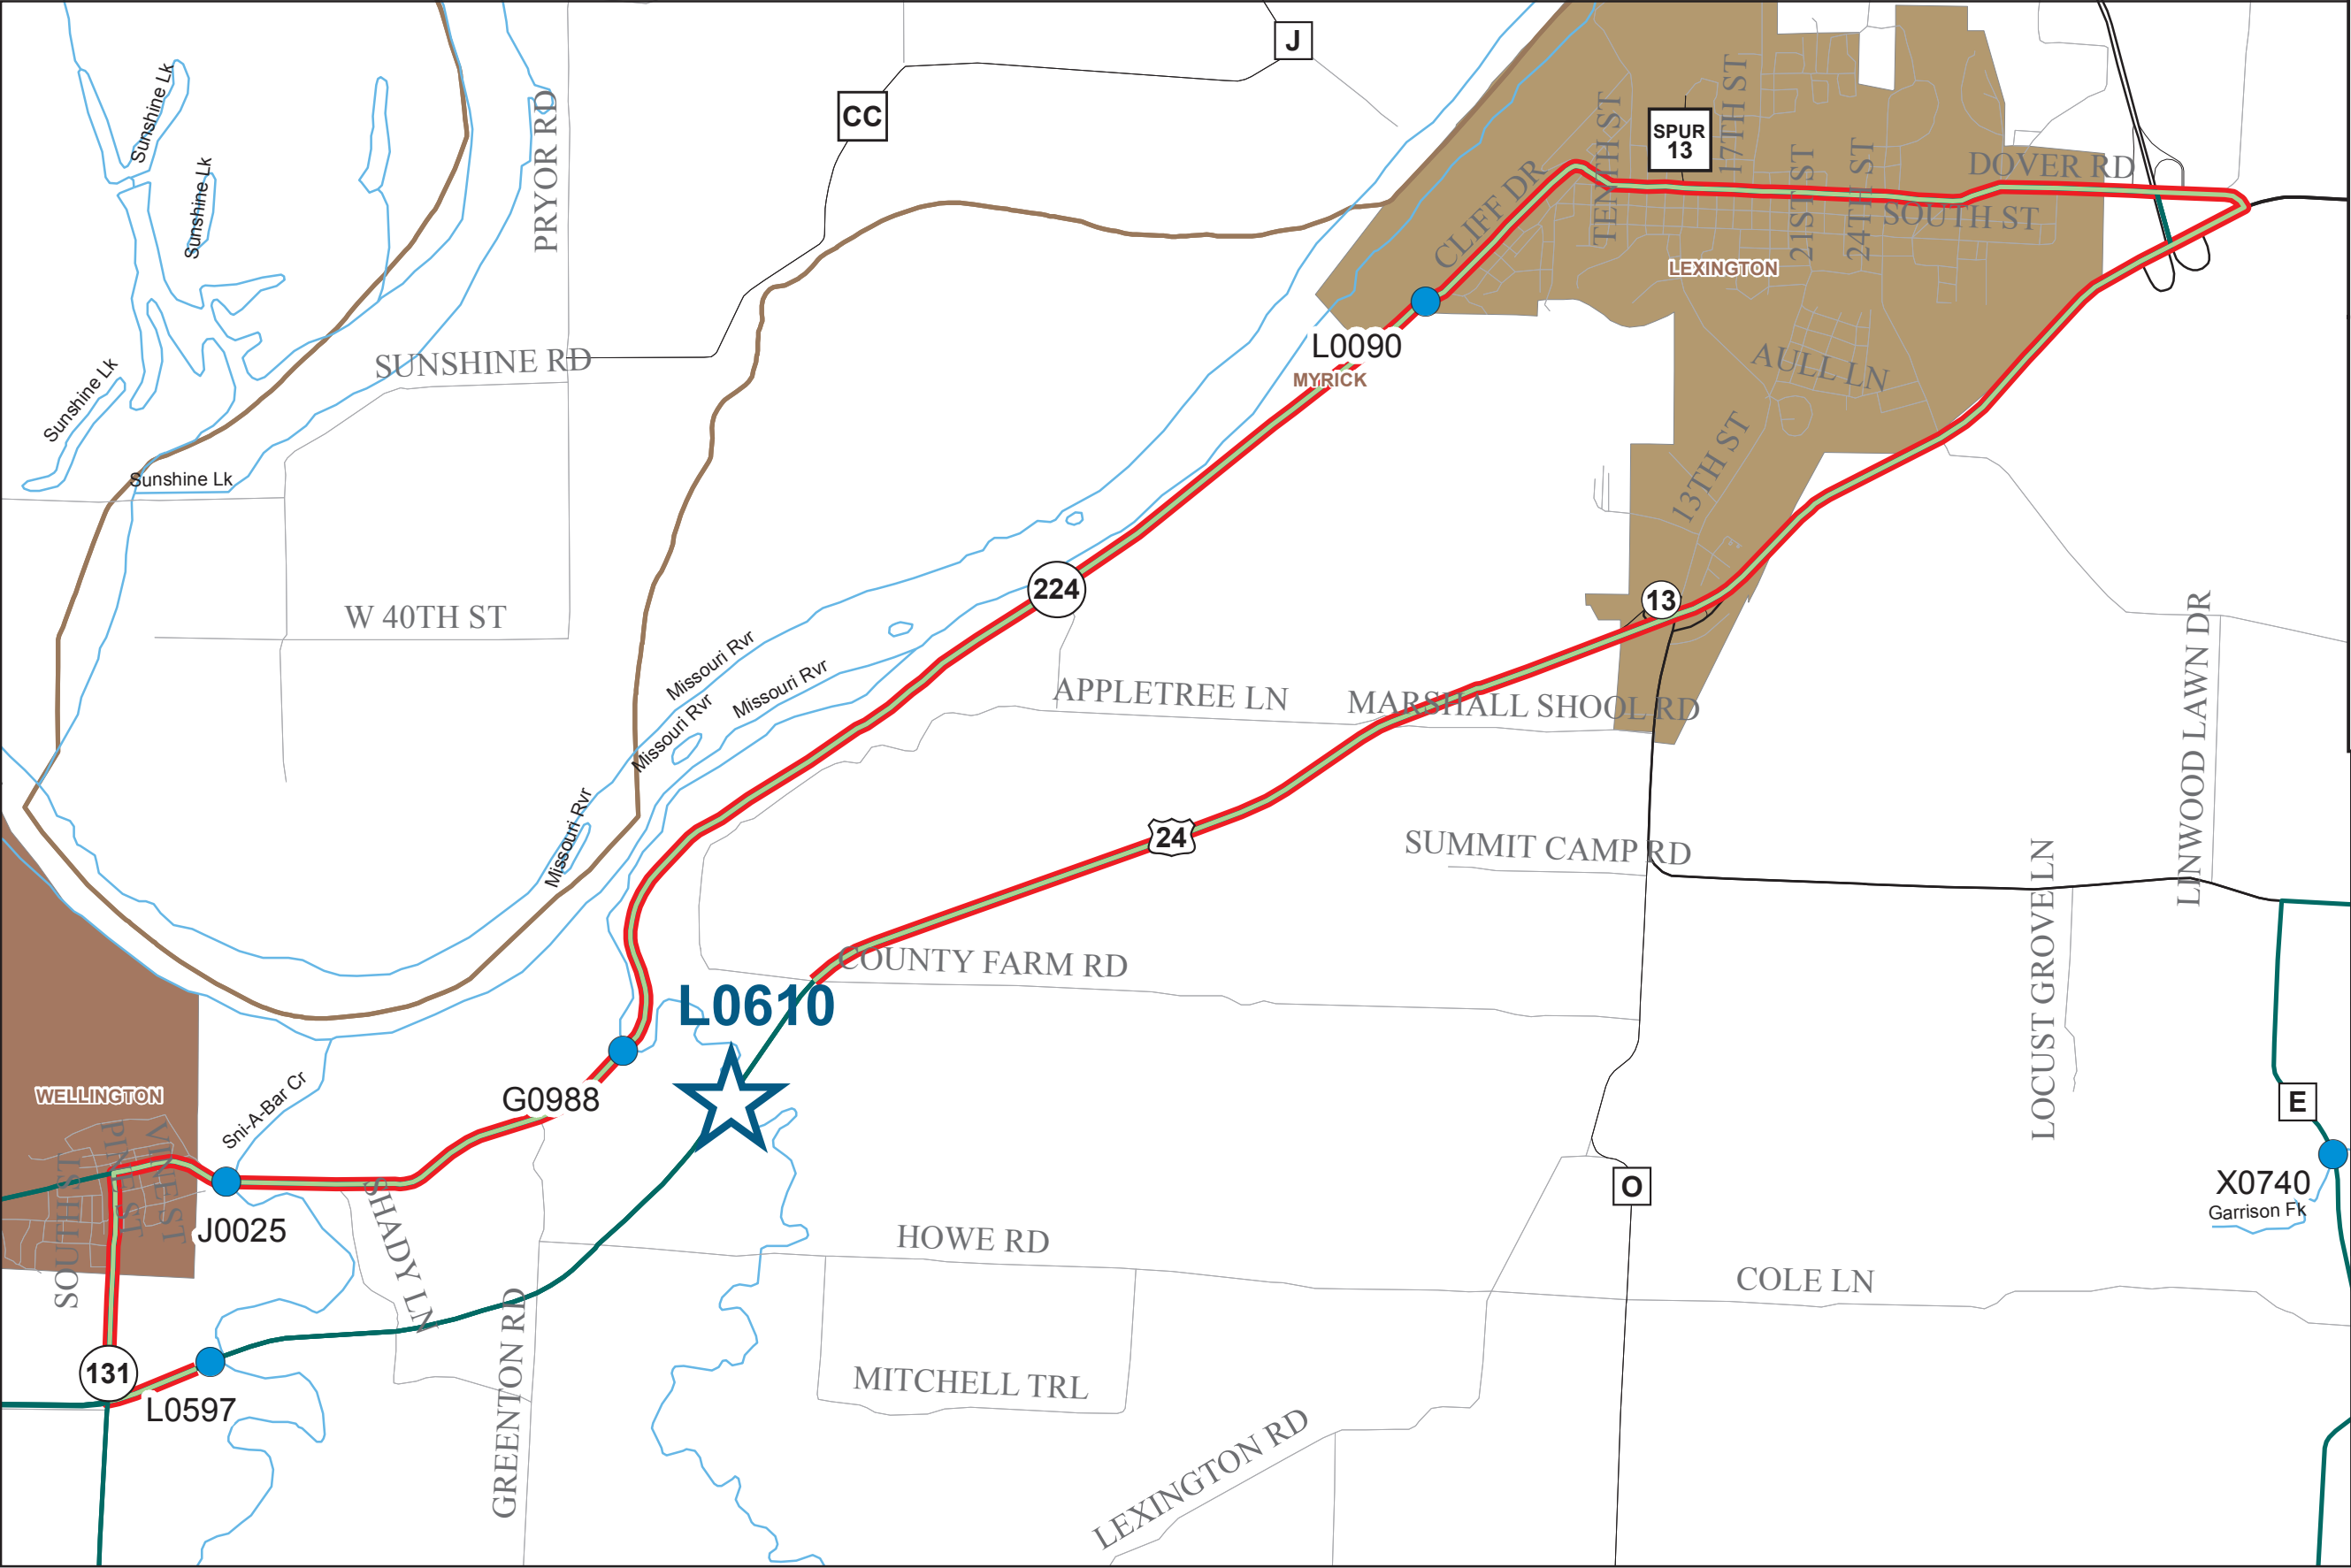 J
CC
SPUR
13
Sunshine Lk
Sunshine Lk
PRYOR RD
TENTH ST
17TH ST
21ST ST
24TH ST
DOVER RD
CLIFF DR
SOUTH ST
LEXINGTON
L0090
MYRICK
SUNSHINE RD
AULL LN
Sunshine Lk
Sunshine Lk
13TH ST
224
13
W 40TH ST
Missouri Rvr
Missouri Rvr
Missouri Rvr
Missouri Rvr
APPLETREE LN
MARSHALL SHOOL RD
LINWOOD LAWN DR
24
SUMMIT CAMP RD
COUNTY FARM RD
LOCUST GROVE LN
L0610
WELLINGTON
Sni-A-Bar Cr
G0988
E
SOUTH ST
PINE ST
VINE ST
J0025
SHADY LN
O
X0740
Garrison Fk
HOWE RD
COLE LN
GREENTON RD
131
L0597
MITCHELL TRL
LEXINGTON RD